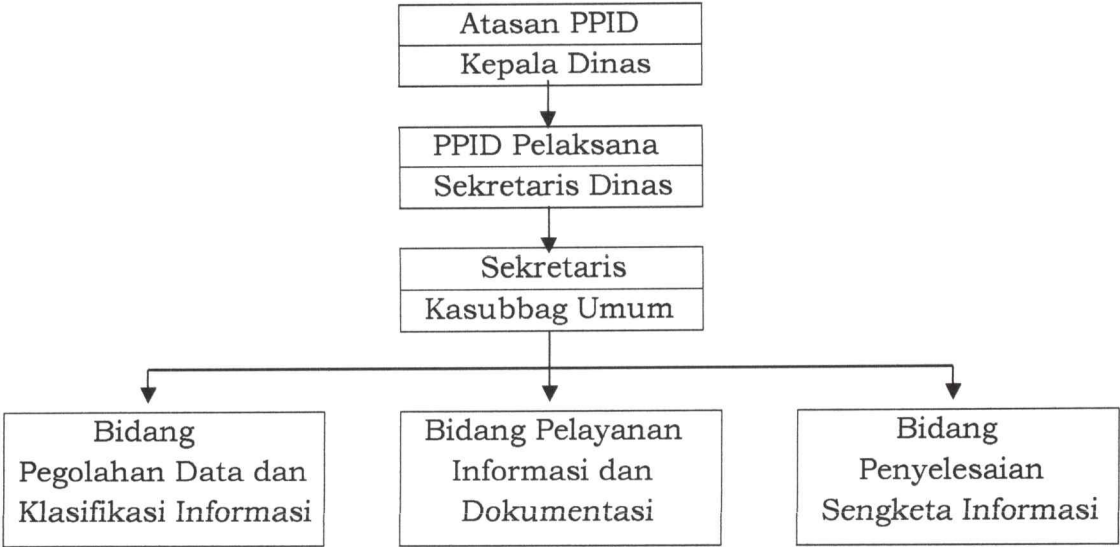 Atasan PPID
Kepala Dinas
PPID Pelaksana
Sekretaris Dinas
Sekretaris
Kasubbag Umum
Bidang
Pegolahan Data dan
Klasifikasi Informasi
Bidang Pelayanan
Informasi dan
Dokumentasi
Bidang
Penyelesaian
Sengketa Informasi